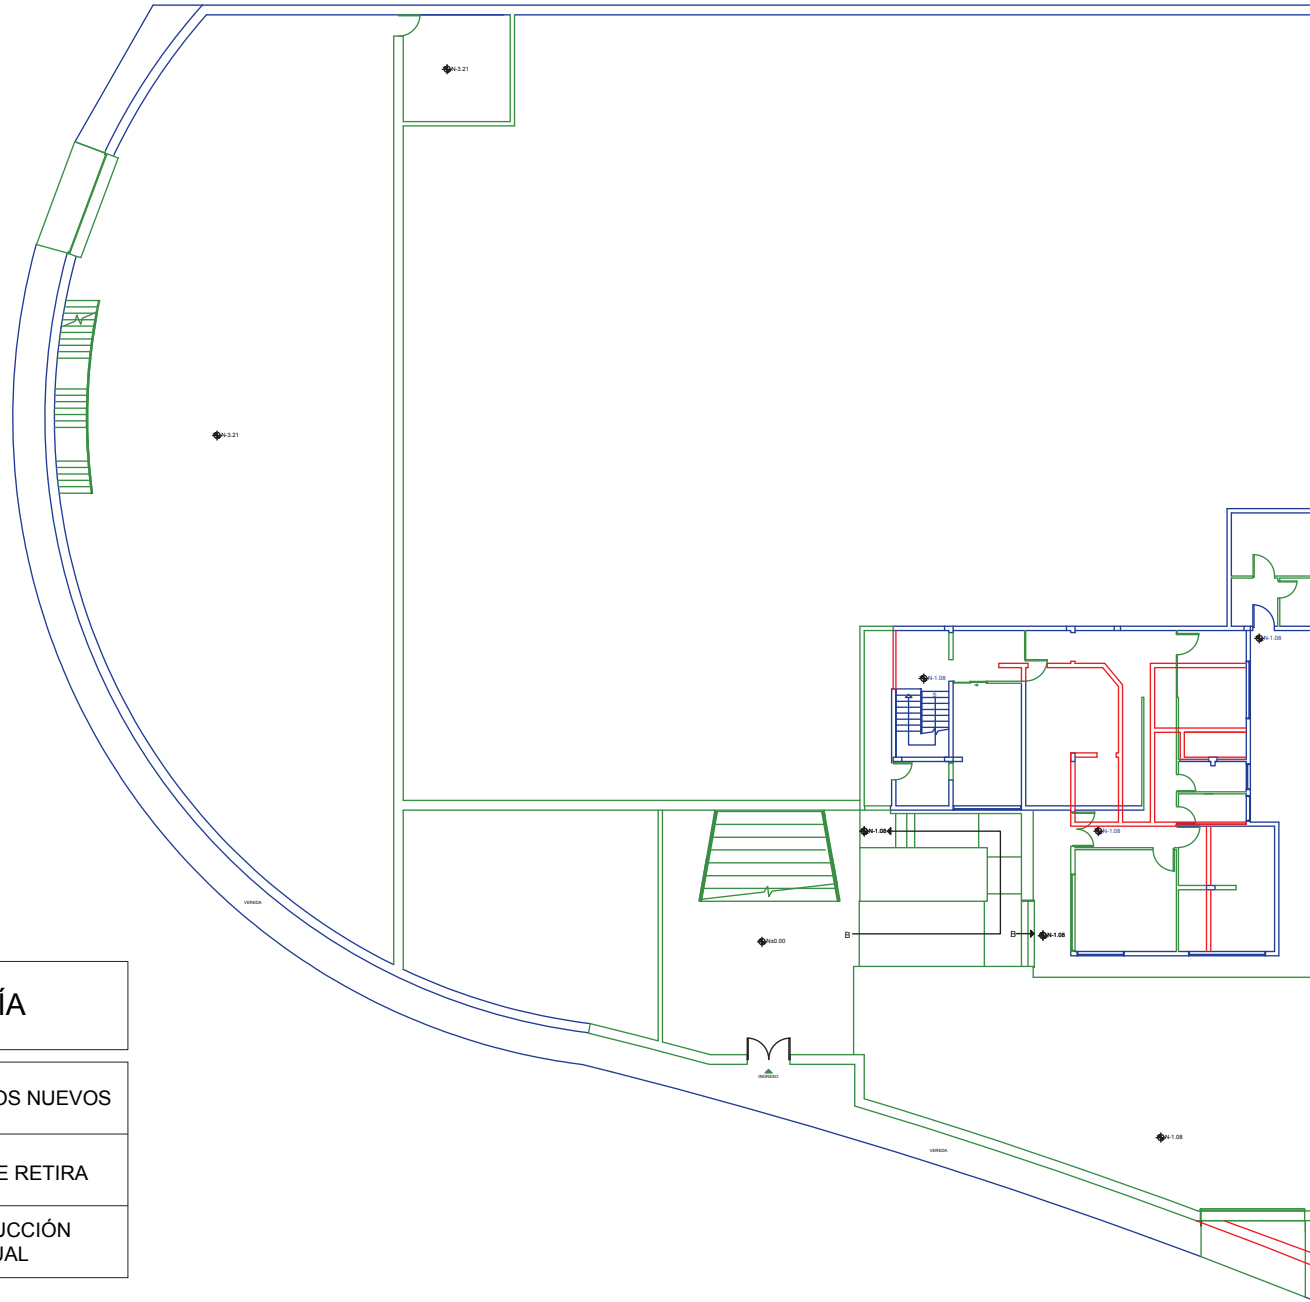 N-3.21
N-3.21
N-1.08
N-1.08
N-1.08
N-1.08
B
B
N-1.08
VEREDA
N±0.00
ÍA
INGRESO
OS NUEVOS
N-1.08
VEREDA
E RETIRA
UCCIÓN
UAL